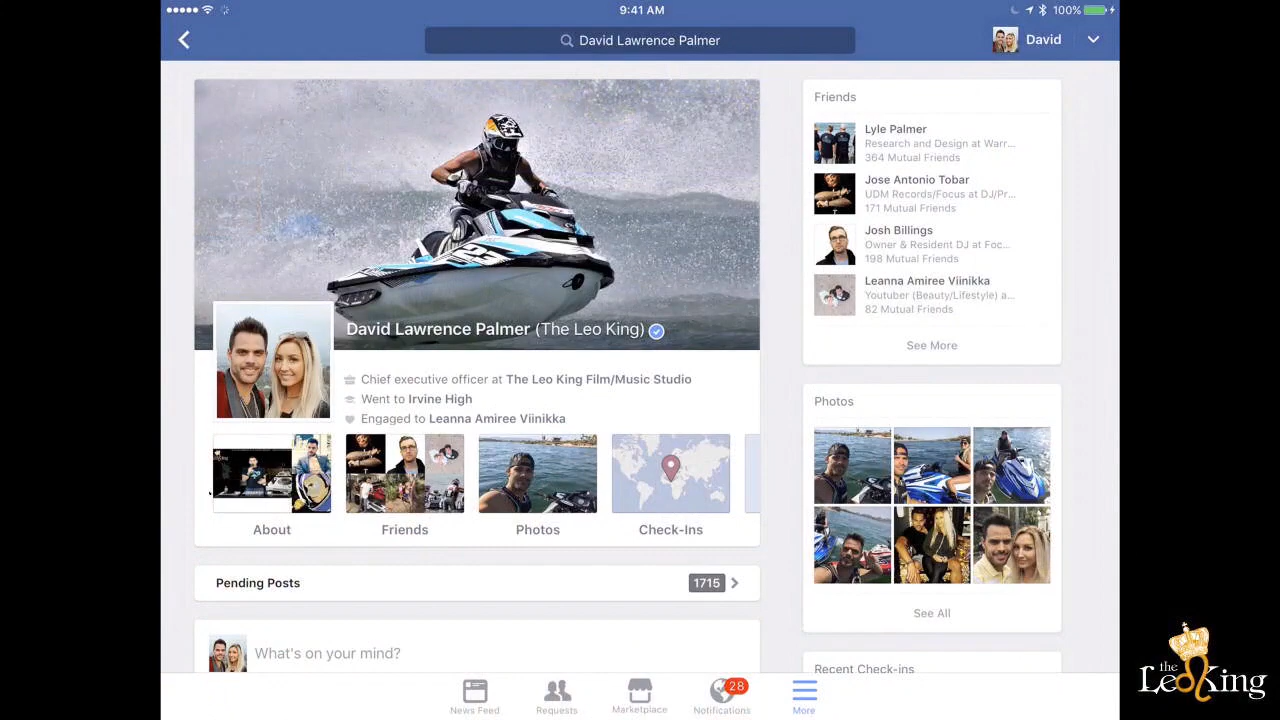 9:41 AM
100%
David Lawrence Palmer
David
David Lawrence Palmer (The Leo King)
Chief executive officer at The Leo King Film/Music Studio
Went to Irvine High
Engaged to Leanna Amiree Viinikka
About
Friends
Photos
Check-Ins
Pending Posts
1715
What's on your mind?
Friends
Lyle Palmer
Research and Design at Warr...
364 Mutual Friends
Jose Antonio Tobar
UDM Records/Focus at DJ/Pr...
171 Mutual Friends
Josh Billings
Owner & Resident DJ at Foc...
198 Mutual Friends
Leanna Amiree Viinikka
Youtuber (Beauty/Lifestyle) a...
82 Mutual Friends
See More
Photos
See All
Recent Check-ins
News Feed
Requests
Marketplace
28
Notifications
More
the
Leo King